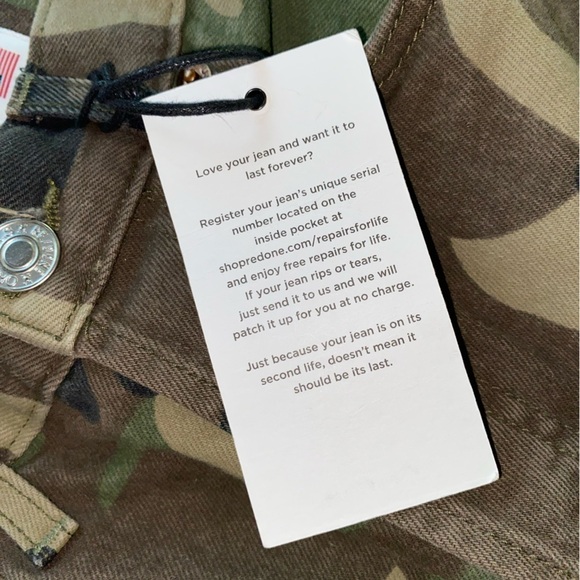 Love your jean and want it to
last forever?
Register your jean's unique serial
number located on the
inside pocket at
shopredone.com/repairsforlife
and enjoy free repairs for life.
If your jean rips or tears,
just send it to us and we will
patch it up for you at no charge.
Just because your jean is on its
second life, doesn't mean it
should be its last.